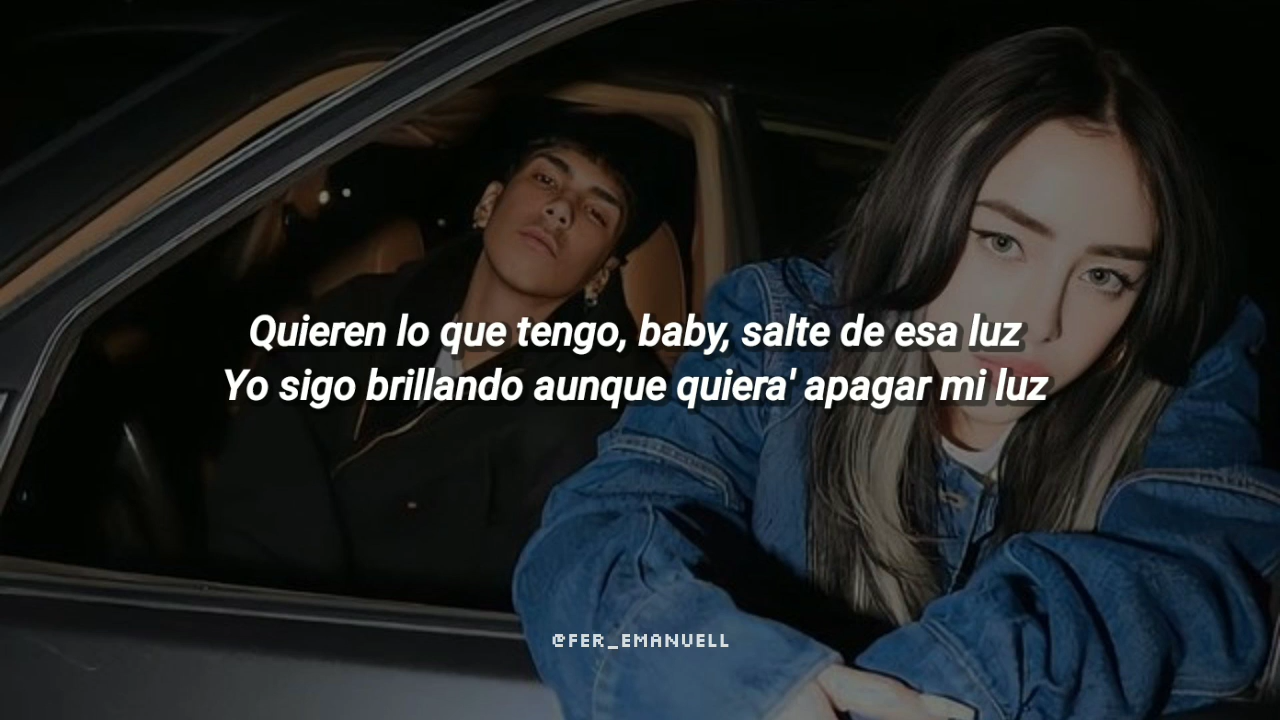 Quieren lo que tengo, baby, salte de esa luz
Yo sigo brillando aunque quiera' apagar mi luz
@FER_EMANUELL